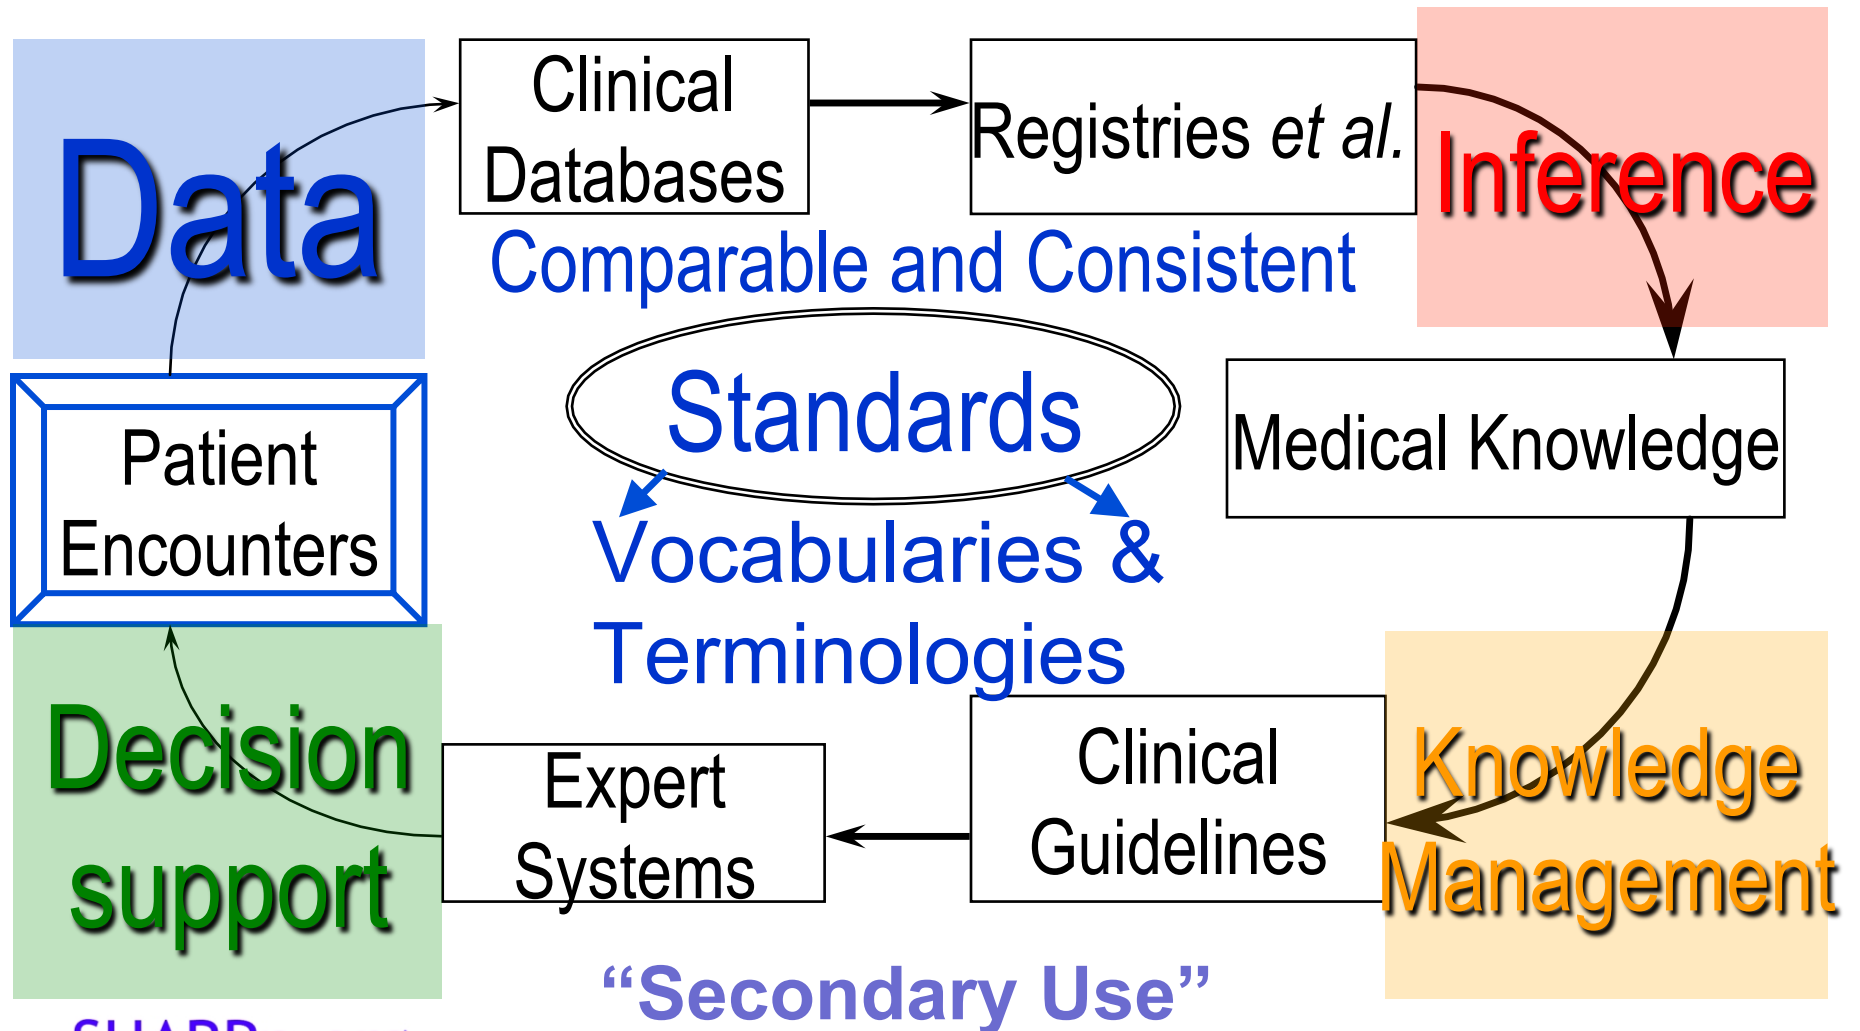 Data
Clinical
Databases
Registries et al.
Inference
Comparable and Consistent
Standards
Patient
Encounters
Medical Knowledge
Vocabularies &
Terminologies
Decision
support
Expert
Systems
Clinical
Guidelines
Knowledge
Management
“Secondary Use”